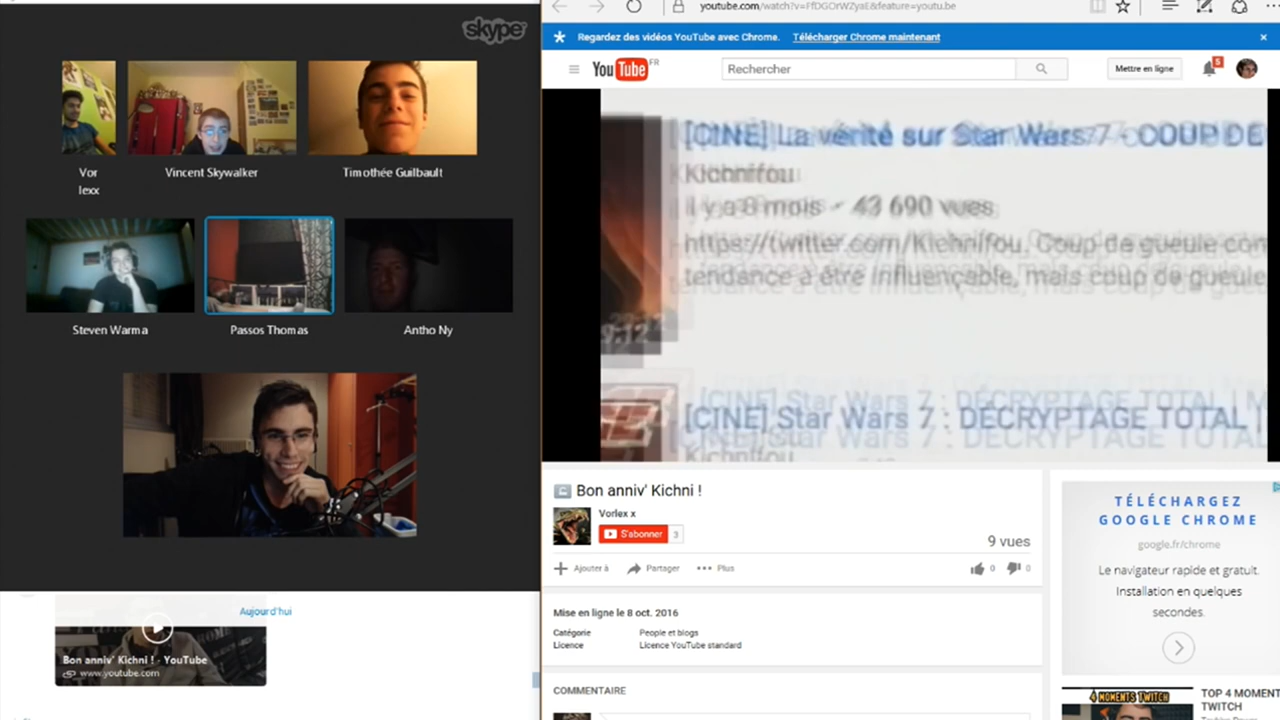 skype
Vor
lexx
Vincent Skywalker
Timothée Guilbault
Steven Warma
Passos Thomas
Antho Ny
Aujourd'hui
Bon anniv' Kichni ! - YouTube
www.youtube.com
youtube.com/watch?v=FfDGOrWZyaE&feature=youtu.be
Regardez des vidéos YouTube avec Chrome. Télécharger Chrome maintenant
YouTube FR
Rechercher
Mettre en ligne
5
[CINE] La vérité sur Star Wars 7 - COUP DE
Kichnifou
il y a 8 mois - 43 690 vues
https://twitter.com/Kichnifou. Coup de gueule con
tendance à être influençable, mais coup de gueule
9:12
[CINE] Star Wars 7 : DÉCRYPTAGE TOTAL |
Kichnifou
Bon anniv' Kichni !
Vorlex x
S'abonner 3
9 vues
Ajouter à Partager Plus 0 0
Mise en ligne le 8 oct. 2016
Catégorie People et blogs
Licence Licence YouTube standard
COMMENTAIRE
TÉLÉCHARGEZ
GOOGLE CHROME
google.fr/chrome
Le navigateur rapide et gratuit.
Installation en quelques
secondes.
4 MOMENTS TWITCH
TOP 4 MOMENT
TWITCH